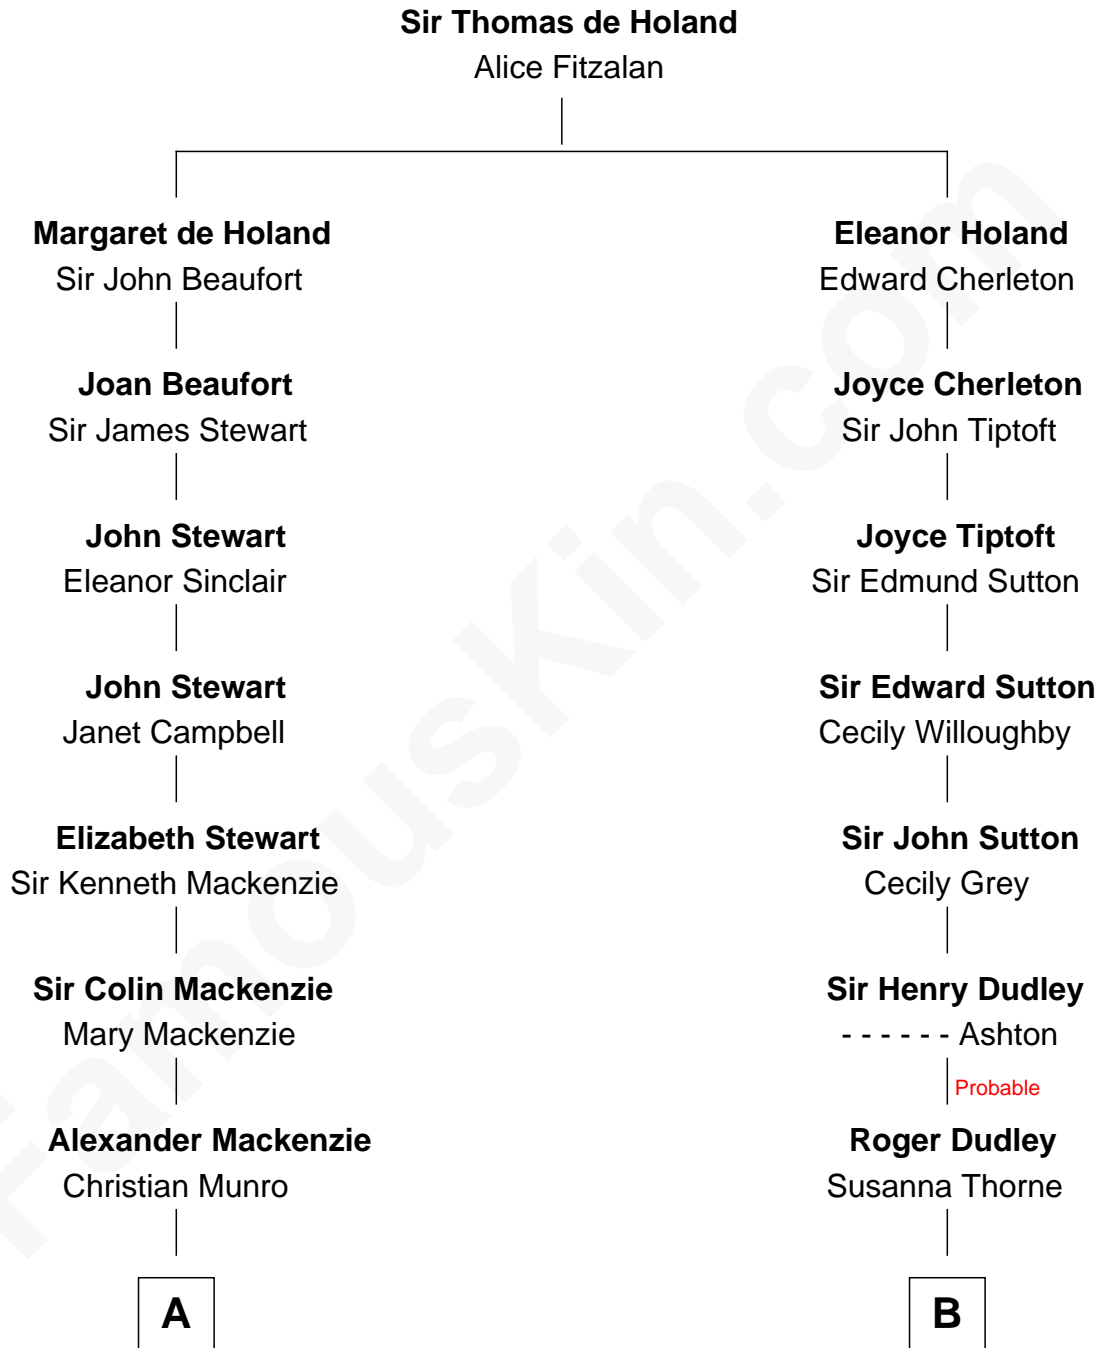 Sir Thomas de Holand
Alice Fitzalan
Margaret de Holand
Sir John Beaufort
Eleanor Holand
Edward Cherleton
Joan Beaufort
Sir James Stewart
Joyce Cherleton
Sir John Tiptoft
John Stewart
Eleanor Sinclair
Joyce Tiptoft
Sir Edmund Sutton
John Stewart
Janet Campbell
Sir Edward Sutton
Cecily Willoughby
Elizabeth Stewart
Sir Kenneth Mackenzie
Sir John Sutton
Cecily Grey
Sir Colin Mackenzie
Mary Mackenzie
Sir Henry Dudley
- - - - - - Ashton
Probable
Alexander Mackenzie
Christian Munro
Roger Dudley
Susanna Thorne
A
B
FamousKin.com